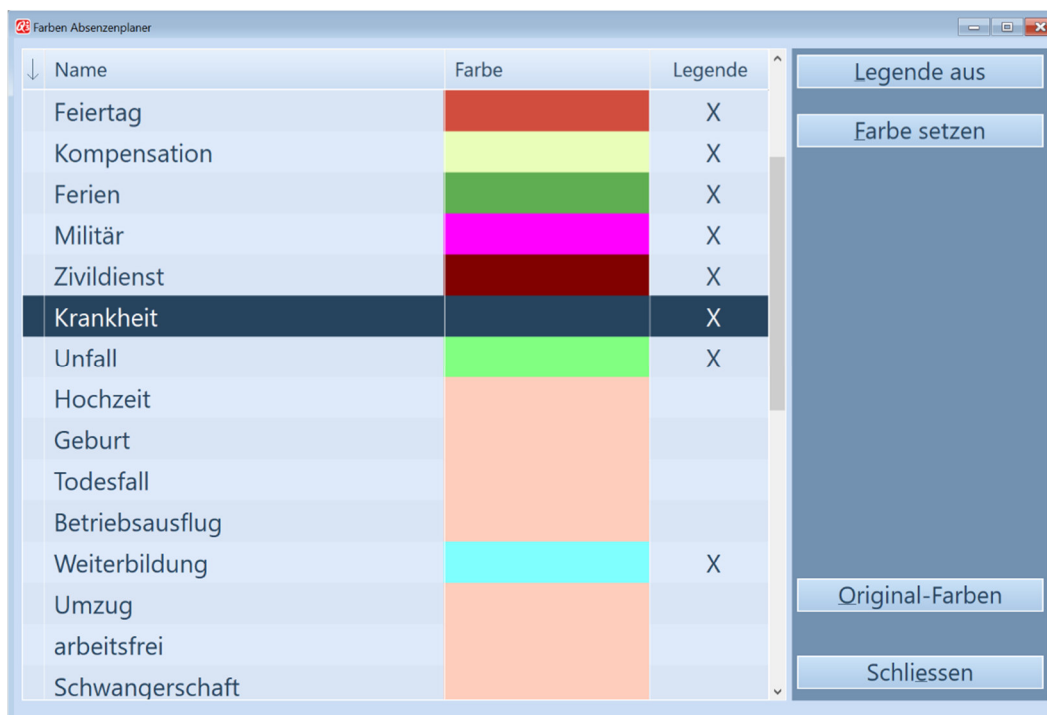 Farben Absenzenplaner
Name Farbe Legende
Feiertag X
Kompensation X
Ferien X
Militär X
Zivildienst X
Krankheit X
Unfall X
Hochzeit
Geburt
Todesfall
Betriebsausflug
Weiterbildung X
Umzug
arbeitsfrei
Schwangerschaft
Legende aus
Farbe setzen
Original-Farben
Schliessen